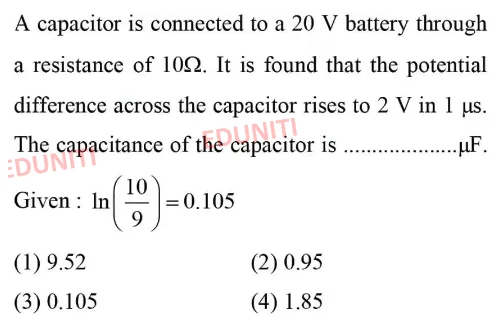 A capacitor is connected to a 20 V battery through
a resistance of 10Ω. It is found that the potential
difference across the capacitor rises to 2 V in 1 μs.
The capacitance of the capacitor is ...................μF.
EDUNITI
EDUNITI
Given : ln(10/9) = 0.105
(1) 9.52 (2) 0.95
(3) 0.105 (4) 1.85